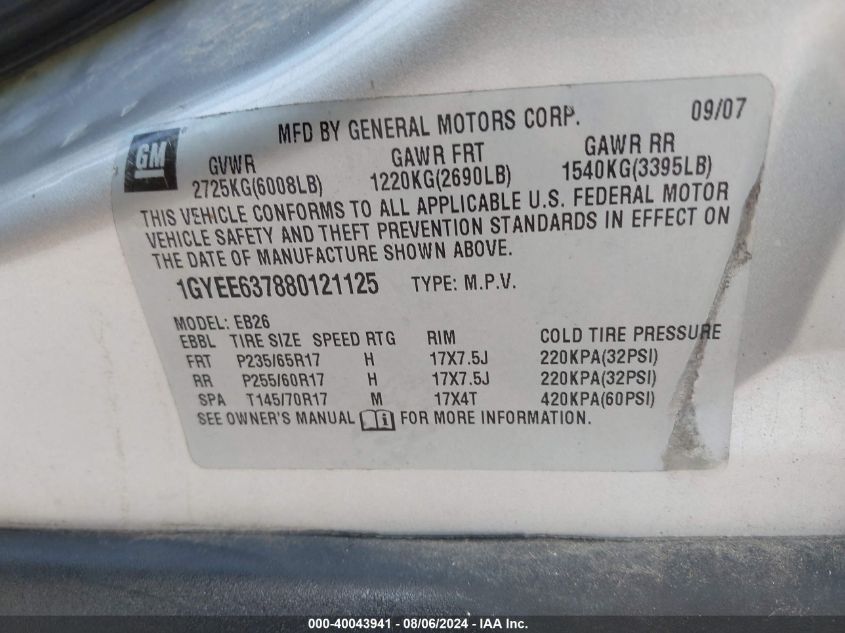 09/07
MFD BY GENERAL MOTORS CORP.
GM
GVWR GAWR FRT GAWR RR
2725KG(6008LB) 1220KG(2690LB) 1540KG(3395LB)
THIS VEHICLE CONFORMS TO ALL APPLICABLE U.S. FEDERAL MOTOR
VEHICLE SAFETY AND THEFT PREVENTION STANDARDS IN EFFECT ON
THE DATE OF MANUFACTURE SHOWN ABOVE.
1GYEE637880121125 TYPE: M.P.V.
MODEL: EB26
EBBL TIRE SIZE SPEED RTG RIM COLD TIRE PRESSURE
FRT P235/65R17 H 17X7.5J 220KPA(32PSI)
RR P255/60R17 H 17X7.5J 220KPA(32PSI)
SPA T145/70R17 M 17X4T 420KPA(60PSI)
SEE OWNER'S MANUAL i FOR MORE INFORMATION.
000-40043941 - 08/06/2024 - IAA Inc.